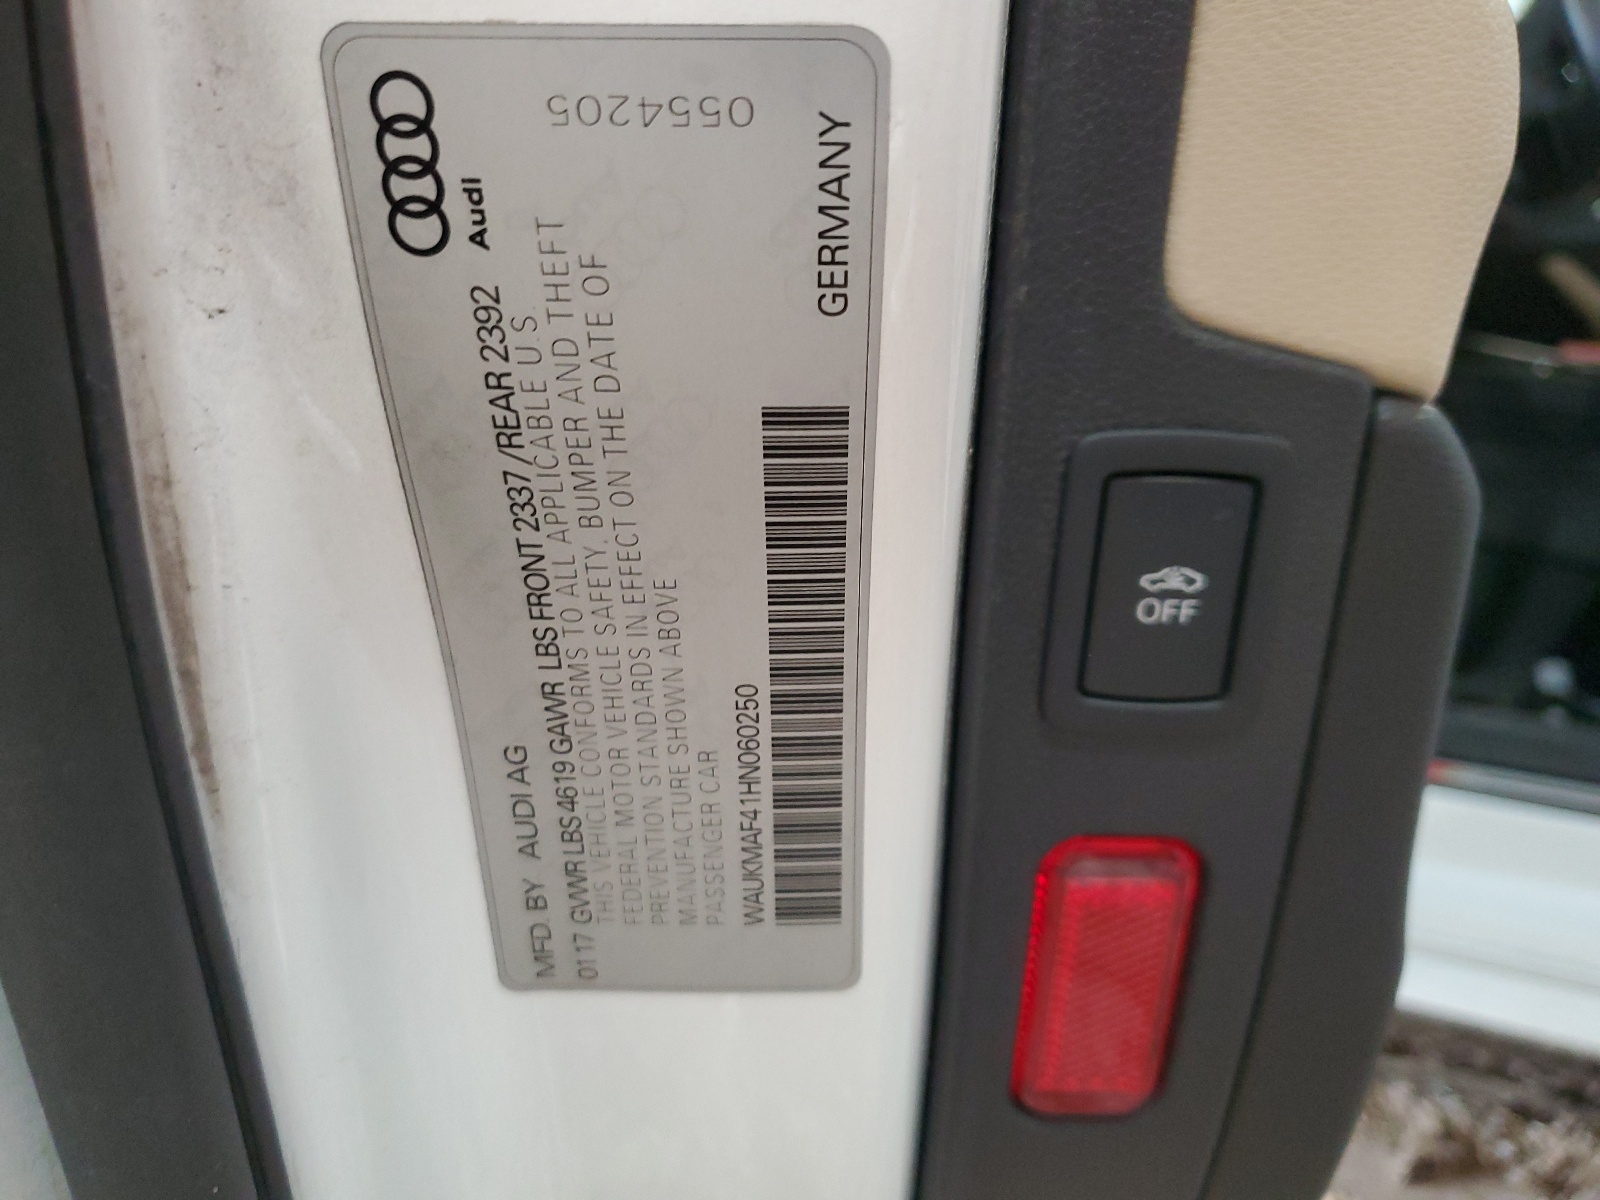 Audi
0554205
MFD. BY AUDI AG
01 17 GVWR LBS 4619 GAWR LBS FRONT 2337/REAR 2392
THIS VEHICLE CONFORMS TO ALL APPLICABLE U.S.
FEDERAL MOTOR VEHICLE SAFETY, BUMPER AND THEFT
PREVENTION STANDARDS IN EFFECT ON THE DATE OF
MANUFACTURE SHOWN ABOVE
PASSENGER CAR
WAUKMAF41HN060250
GERMANY
OFF